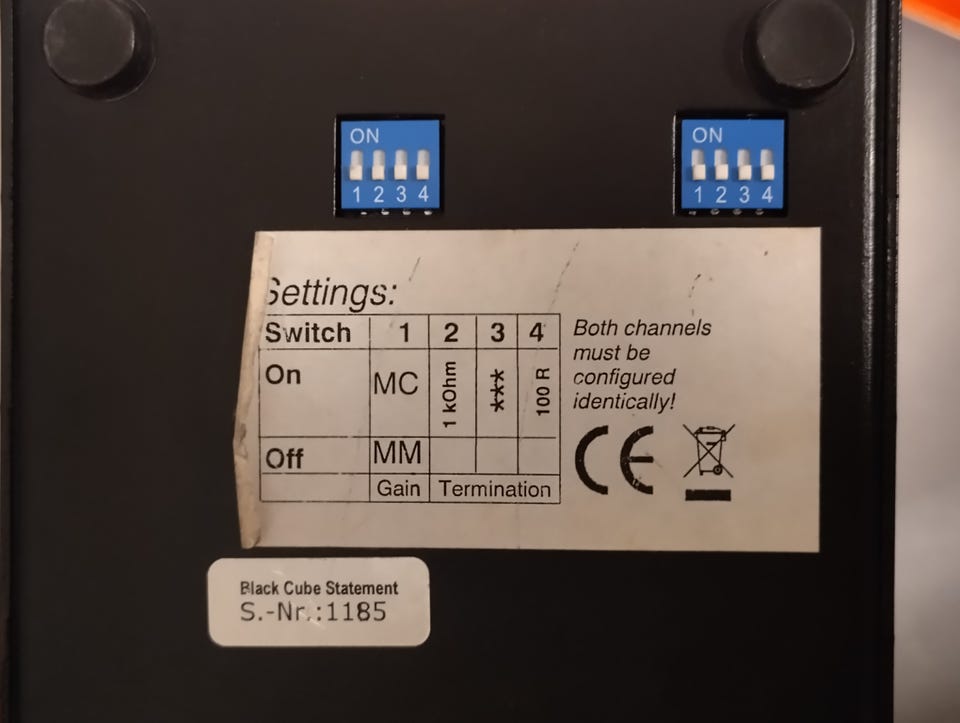 ON
1 2 3 4
ON
1 2 3 4
Settings:
Switch 1 2 3 4
On MC 1 kOhm *** 100 R
Off MM
Gain Termination
Both channels
must be
configured
identically!
CE
Black Cube Statement
S.-Nr.:1185